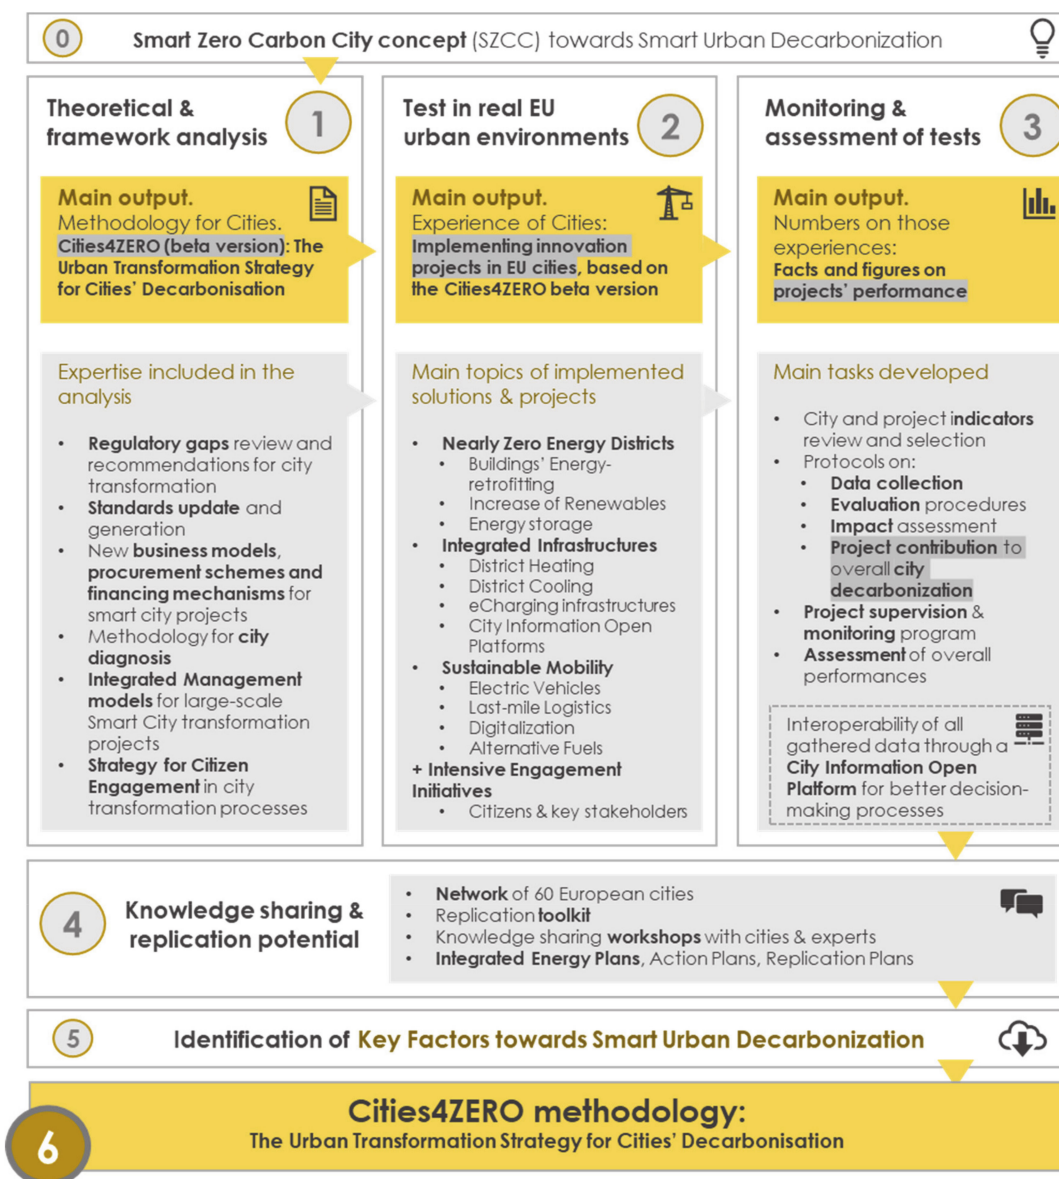 0
Smart Zero Carbon City concept (SZCC) towards Smart Urban Decarbonization
Theoretical &
framework analysis
1
Main output.
Methodology for Cities.
Cities4ZERO (beta version): The
Urban Transformation Strategy
for Cities' Decarbonisation
Expertise included in the
analysis
• Regulatory gaps review and
recommendations for city
transformation
• Standards update and
generation
• New business models,
procurement schemes and
financing mechanisms for
smart city projects
• Methodology for city
diagnosis
• Integrated Management
models for large-scale
Smart City transformation
projects
• Strategy for Citizen
Engagement in city
transformation processes
Test in real EU
urban environments
2
Main output.
Experience of Cities:
Implementing innovation
projects in EU cities, based on
the Cities4ZERO beta version
Main topics of implemented
solutions & projects
• Nearly Zero Energy Districts
• Buildings' Energy-
retrofitting
• Increase of Renewables
• Energy storage
• Integrated Infrastructures
• District Heating
• District Cooling
• eCharging infrastructures
• City Information Open
Platforms
• Sustainable Mobility
• Electric Vehicles
• Last-mile Logistics
• Digitalization
• Alternative Fuels
+ Intensive Engagement
Initiatives
• Citizens & key stakeholders
Monitoring &
assessment of tests
3
Main output.
Numbers on those
experiences:
Facts and figures on
projects' performance
Main tasks developed
• City and project indicators
review and selection
• Protocols on:
• Data collection
• Evaluation procedures
• Impact assessment
• Project contribution to
overall city
decarbonization
• Project supervision &
monitoring program
• Assessment of overall
performances
Interoperability of all
gathered data through a
City Information Open
Platform for better decision-
making processes
4
Knowledge sharing &
replication potential
• Network of 60 European cities
• Replication toolkit
• Knowledge sharing workshops with cities & experts
• Integrated Energy Plans, Action Plans, Replication Plans
5
Identification of Key Factors towards Smart Urban Decarbonization
6
Cities4ZERO methodology:
The Urban Transformation Strategy for Cities' Decarbonisation